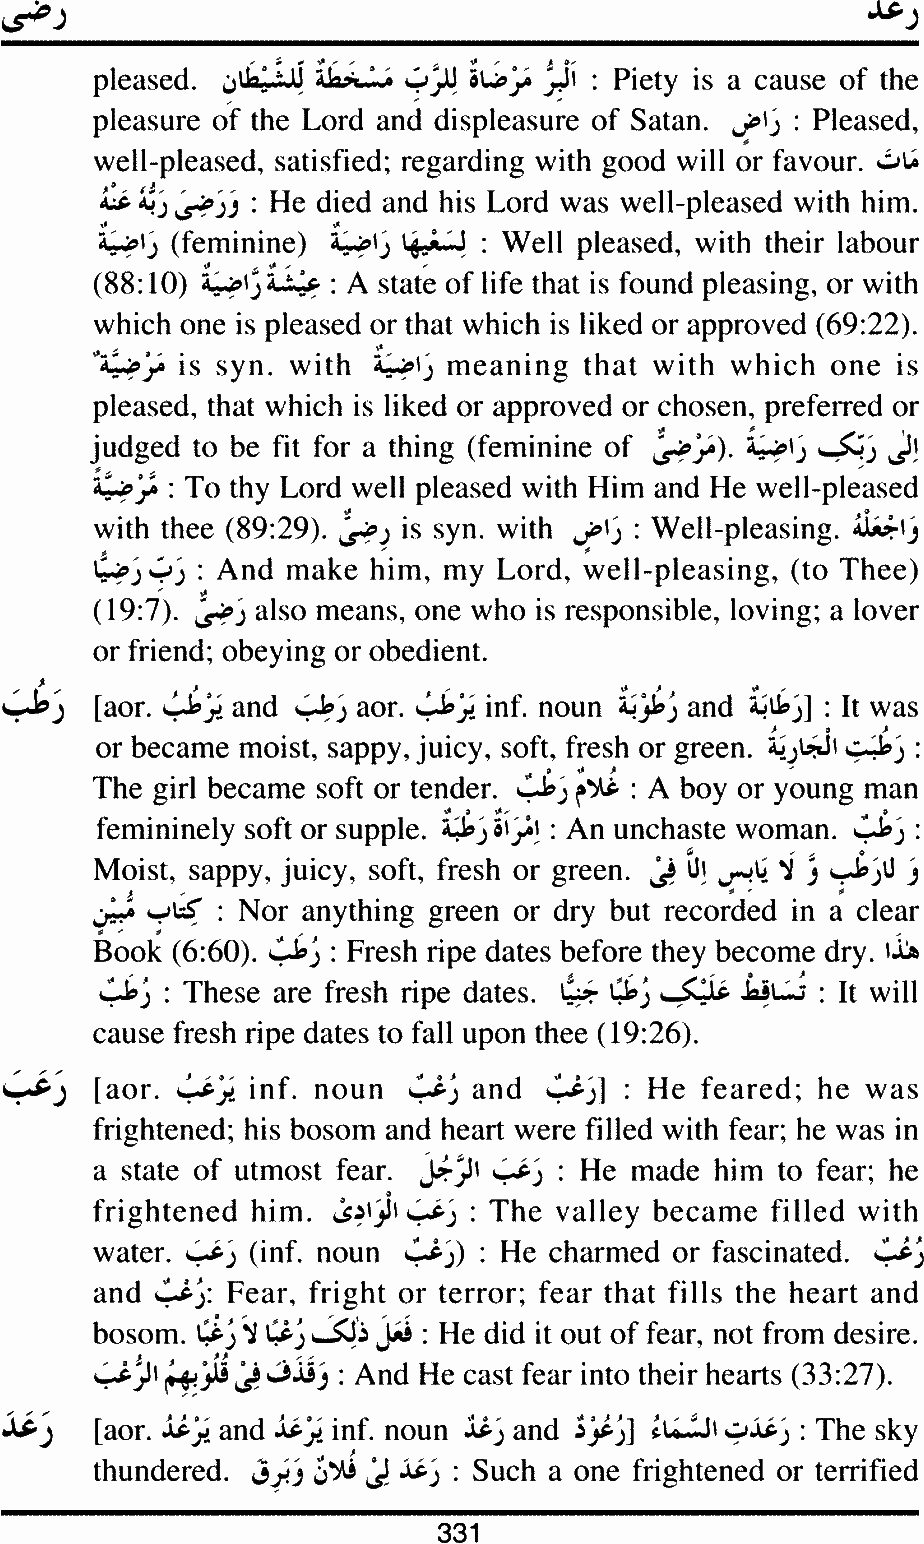 رضى رعد
pleased. اَلْبِرُّ مَرْضَاةٌ لِلرَّبِّ مَسْخَطَةٌ لِّلشَّيْطَان : Piety is a cause of the
pleasure of the Lord and displeasure of Satan. رَاضٍ : Pleased,
well-pleased, satisfied; regarding with good will or favour. مَاتَ
وَرَضِىَ رَبُّهُ عَنْهُ : He died and his Lord was well-pleased with him.
رَاضِيَةٌ (feminine) لِسَعْيِهَا رَاضِيَةٌ : Well pleased, with their labour
(88:10) عِيْشَةٌ رَّاضِيَةٌ : A state of life that is found pleasing, or with
which one is pleased or that which is liked or approved (69:22).
مَرْضِيَّةٌ is syn. with رَاضِيَةٌ meaning that with which one is
pleased, that which is liked or approved or chosen, preferred or
judged to be fit for a thing (feminine of مَرْضِىٌّ). اِلٰى رَبِّكِ رَاضِيَةً
مَّرْضِيَّةً : To thy Lord well pleased with Him and He well-pleased
with thee (89:29). رِضِىٌّ is syn. with رَاضٍ : Well-pleasing. وَاجْعَلْهُ
رَبِّ رَضِيًّا : And make him, my Lord, well-pleasing, (to Thee)
(19:7). رَضِىٌّ also means, one who is responsible, loving; a lover
or friend; obeying or obedient.
رَطُبَ [aor. يَرْطُبُ and رَطِبَ aor. يَرْطَبُ inf. noun رُطُوْبَةٌ and رَطَابَةٌ] : It was
or became moist, sappy, juicy, soft, fresh or green. رَطُبَتِ الْجَارِيَةُ :
The girl became soft or tender. غُلَامٌ رَطْبٌ : A boy or young man
femininely soft or supple. اِمْرَاَةٌ رَطْبَةٌ : An unchaste woman. رَطْبٌ :
Moist, sappy, juicy, soft, fresh or green. وَ لَارَطْبٍ وَّ لَا يَابِسٍ اِلَّا فِىْ
كِتَابٍ مُّبِيْنٍ : Nor anything green or dry but recorded in a clear
Book (6:60). رُطَبٌ : Fresh ripe dates before they become dry. هٰذَا
رُطَبٌ : These are fresh ripe dates. تُسَاقِطْ عَلَيْكِ رُطَبًا جَنِيًّا : It will
cause fresh ripe dates to fall upon thee (19:26).
رَعَبَ [aor. يَرْعَبُ inf. noun رُعْبٌ and رَعْبٌ] : He feared; he was
frightened; his bosom and heart were filled with fear; he was in
a state of utmost fear. رَعَبَ الرَّجُلَ : He made him to fear; he
frightened him. رَعَبَ الْوَادِىْ : The valley became filled with
water. رَعَبَ (inf. noun رَعْبٌ) : He charmed or fascinated. رُعْبٌ
and رُعُبٌ: Fear, fright or terror; fear that fills the heart and
bosom. فَعَلَ ذٰلِكَ رُعْبًا لَا رُغْبًا : He did it out of fear, not from desire.
وَقَذَفَ فِىْ قُلُوْبِهِمُ الرُّعْبَ : And He cast fear into their hearts (33:27).
رَعَدَ [aor. يَرْعُدُ and يَرْعَدُ inf. noun رَعْدٌ and رُعُوْدٌ] رَعَدَتِ السَّمَاءُ : The sky
thundered. رَعَدَ لِىْ فُلَانٌ وَبَرِقَ : Such a one frightened or terrified
331